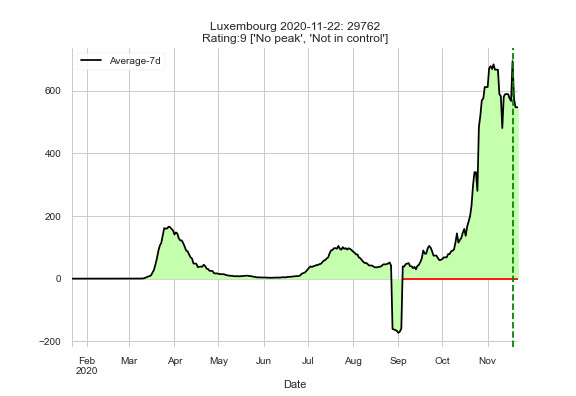 Luxembourg 2020-11-22: 29762
Rating:9 ['No peak', 'Not in control']
Average-7d
600
400
200
0
−200
Feb
2020
Mar
Apr
May
Jun
Jul
Aug
Sep
Oct
Nov
Date